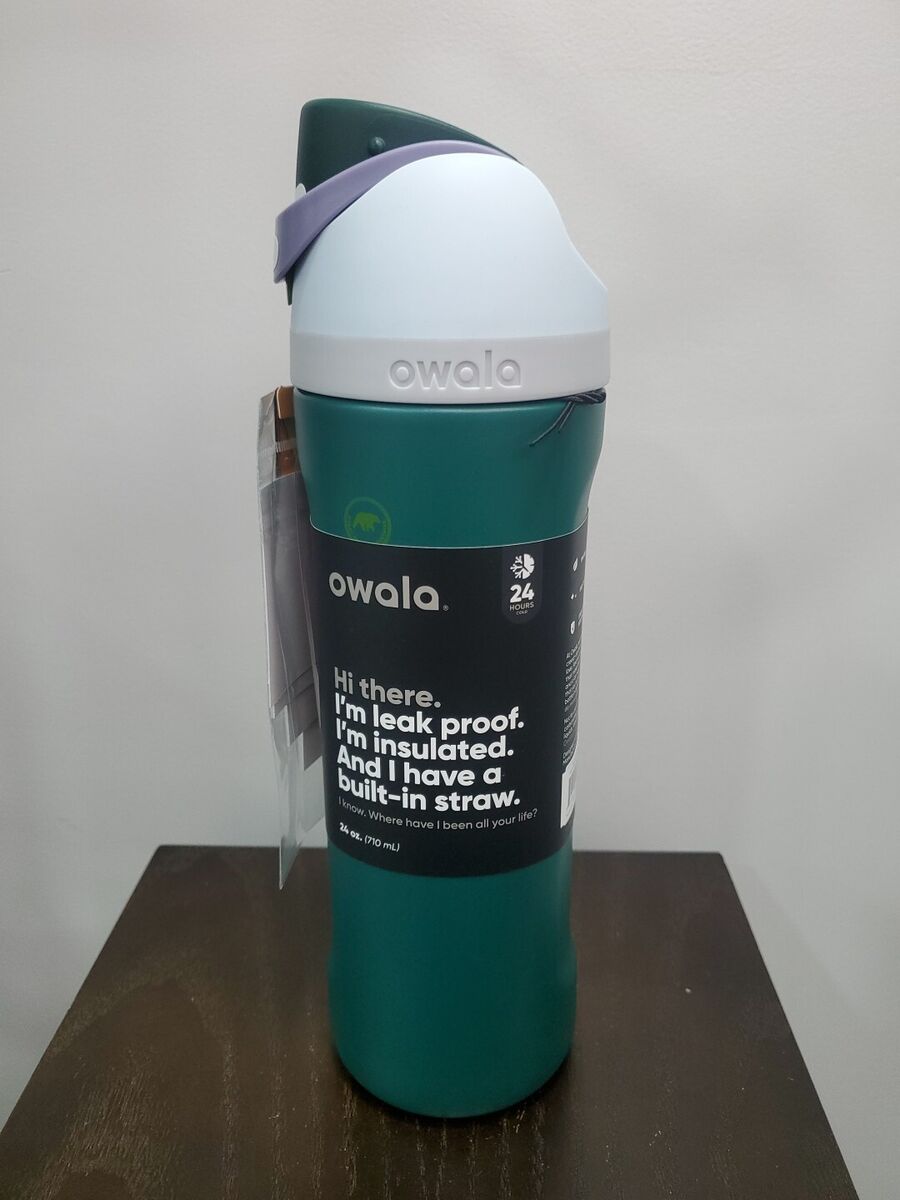 owala
owala®
24
HOURS
COLD
Hi there.
I'm leak proof.
I'm insulated.
And I have a
built-in straw.
I know. Where have I been all your life?
24 oz. (710 mL)